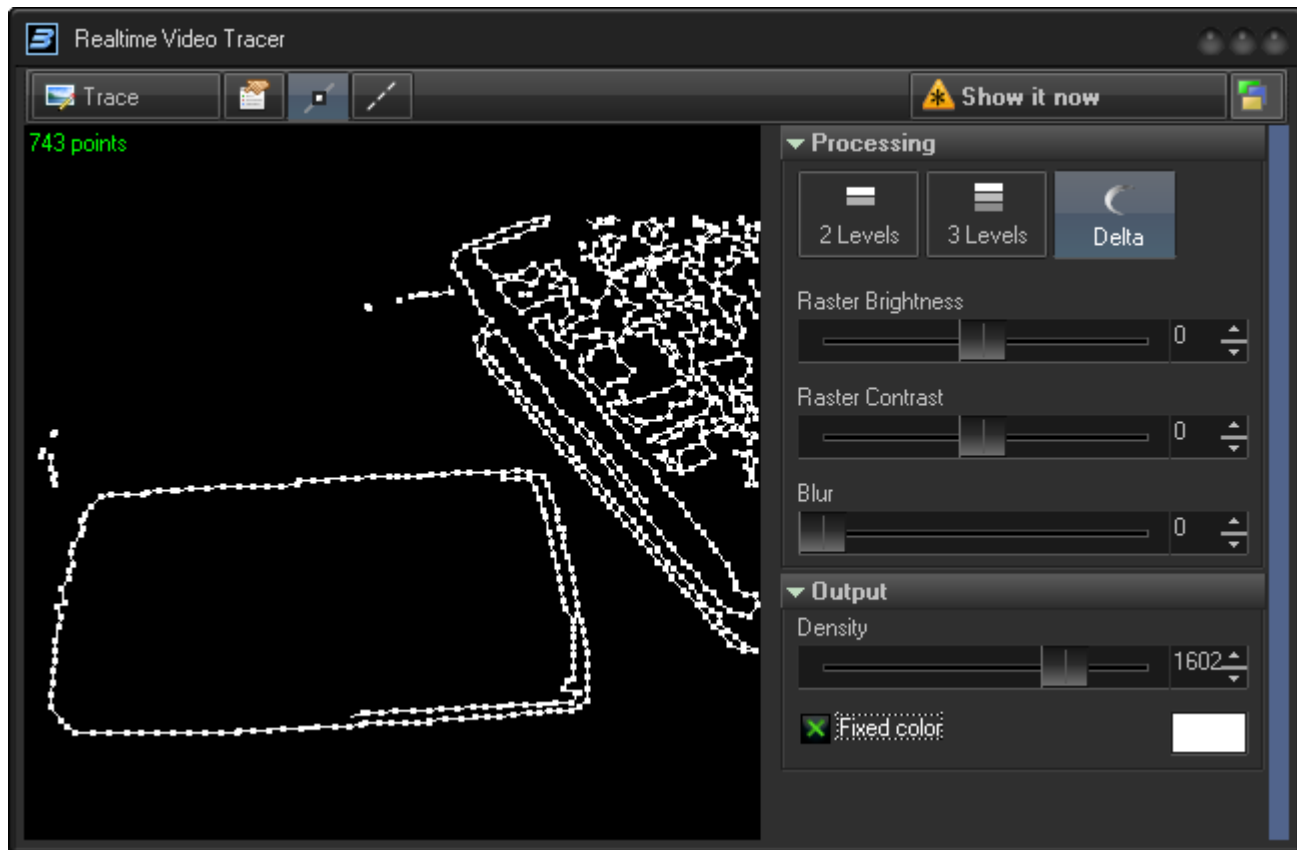 Realtime Video Tracer
Trace
Show it now
743 points
Processing
2 Levels
3 Levels
Delta
Raster Brightness
0
Raster Contrast
0
Blur
0
Output
Density
1602
Fixed color